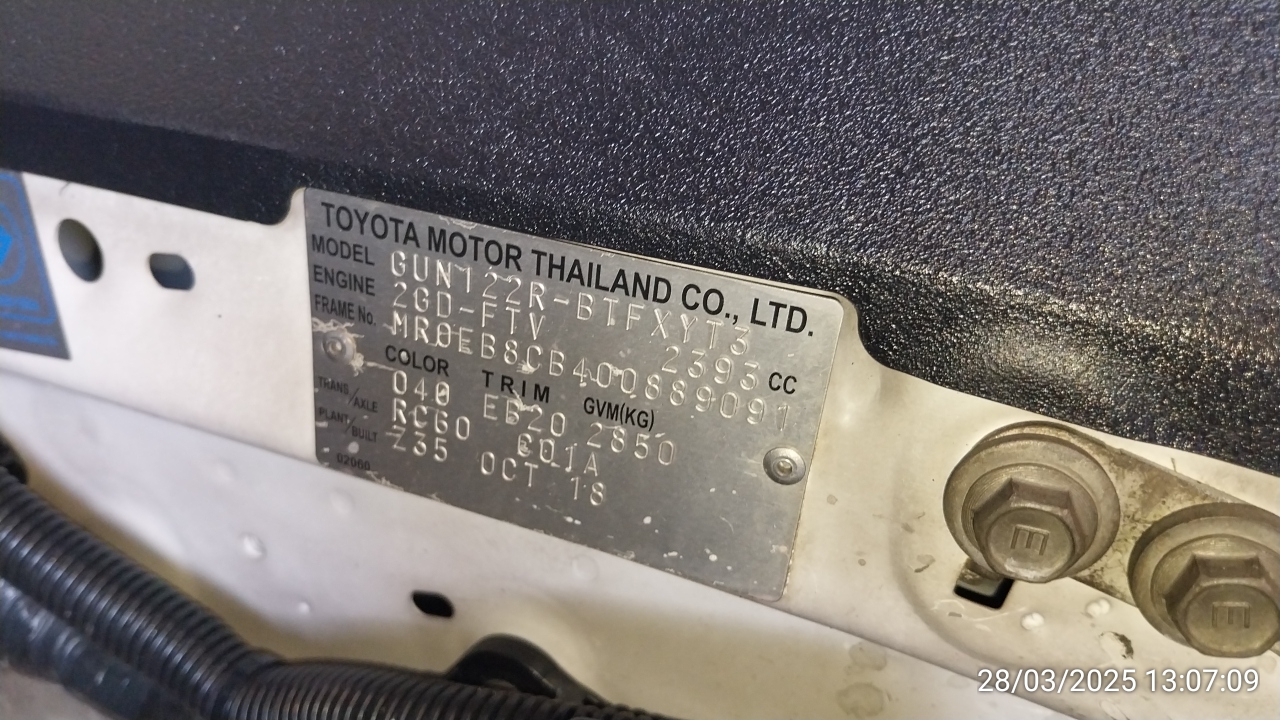 TOYOTA MOTOR THAILAND CO., LTD.
MODEL GUN122R-BTFXYT3
ENGINE 2GD-FTV 2393 CC
FRAME No. MR0EB8CB400889091
COLOR TRIM GVM(KG)
040 EB20 2850
TRANS/AXLE RC60 C01A
PLANT/BUILT Z35 OCT 18
02060
E
E
28/03/2025 13:07:09